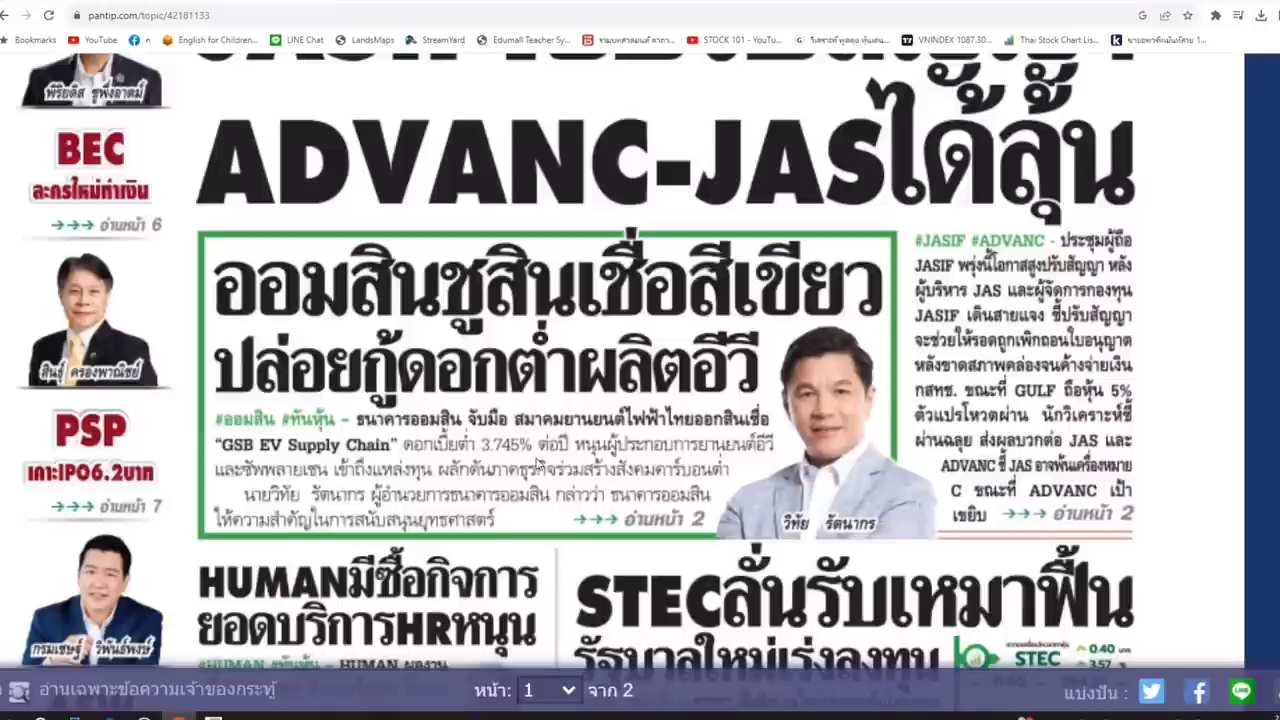 pantip.com/topic/42181133
Bookmarks
YouTube
English for Children...
LINE Chat
LandsMaps
StreamYard
Edumall Teacher Sy...
STOCK 101 - YouTu...
VNINDEX 1087.30...
Thai Stock Chart Lis...
พิริยดิส ชูพึ่งอาตม์
BEC
ละครใหม่ทำเงิน
อ่านหน้า 6
สินธุ์ ครองพาณิชย์
PSP
เคาะIPO6.2บาท
อ่านหน้า 7
กรมเชษฐ์ วิพันธ์พงษ์
ADVANC-JASได้ลุ้น
ออมสินชูสินเชื่อสีเขียว
ปล่อยกู้ดอกต่ำผลิตอีวี
#ออมสิน #ทันหุ้น – ธนาคารออมสิน จับมือ สมาคมยานยนต์ไฟฟ้าไทยออกสินเชื่อ
“GSB EV Supply Chain” ดอกเบี้ยต่ำ 3.745% ต่อปี หนุนผู้ประกอบการยานยนต์อีวี
และซัพพลายเชน เข้าถึงแหล่งทุน ผลักดันภาคธุรกิจร่วมสร้างสังคมคาร์บอนต่ำ
นายวิทัย รัตนากร ผู้อำนวยการธนาคารออมสิน กล่าวว่า ธนาคารออมสิน
ให้ความสำคัญในการสนับสนุนยุทธศาสตร์
อ่านหน้า 2
วิทัย รัตนากร
#JASIF #ADVANC - ประชุมผู้ถือ
JASIF พรุ่งนี้โอกาสสูงปรับสัญญา หลัง
ผู้บริหาร JAS และผู้จัดการกองทุน
JASIF เดินสายแจง ชี้ปรับสัญญา
จะช่วยให้รอดถูกเพิกถอนใบอนุญาต
หลังขาดสภาพคล่องจนค้างจ่ายเงิน
กสทช. ขณะที่ GULF ถือหุ้น 5%
ตัวแปรโหวตผ่าน นักวิเคราะห์ชี้
ผ่านฉลุย ส่งผลบวกต่อ JAS และ
ADVANC ชี้ JAS อาจพ้นเครื่องหมาย
C ขณะที่ ADVANC เป้า
เขยิบ อ่านหน้า 2
HUMANมีซื้อกิจการ
ยอดบริการHRหนุน
#HUMAN #ทันหุ้น - HUMAN ผลงาน
STECลั่นรับเหมาฟื้น
รัฐบาลใหม่เร่งลงทุน
STEC
0.40
3.57
อ่านเฉพาะข้อความเจ้าของกระทู้
หน้า: 1 จาก 2
แบ่งปัน :